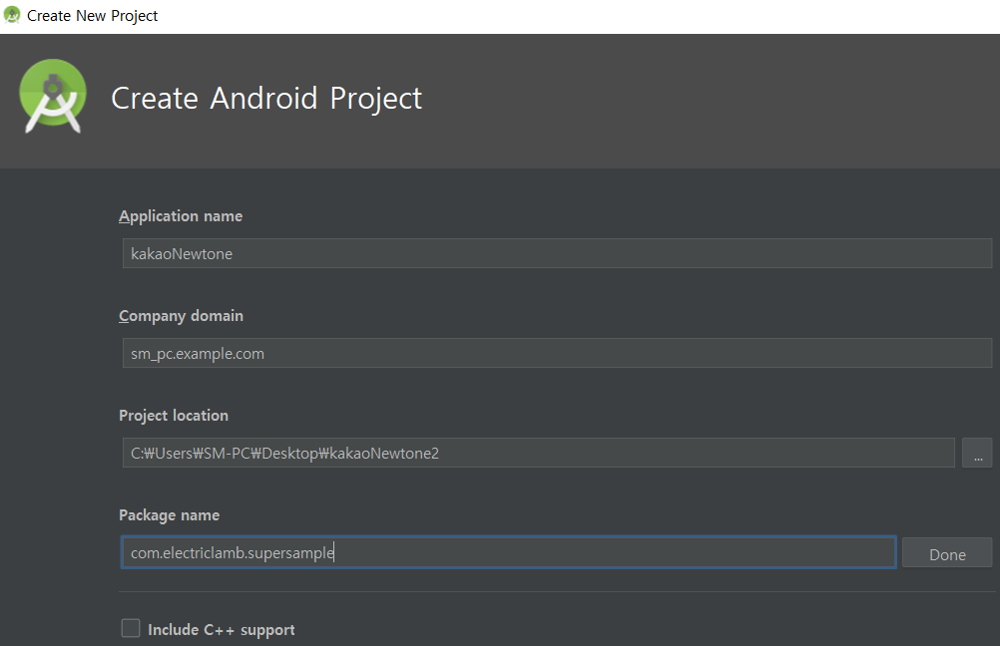 Create New Project
Create Android Project
Application name
kakaoNewtone
Company domain
sm_pc.example.com
Project location
C:₩Users₩SM-PC₩Desktop₩kakaoNewtone2
...
Package name
com.electriclamb.supersample
Done
Include C++ support